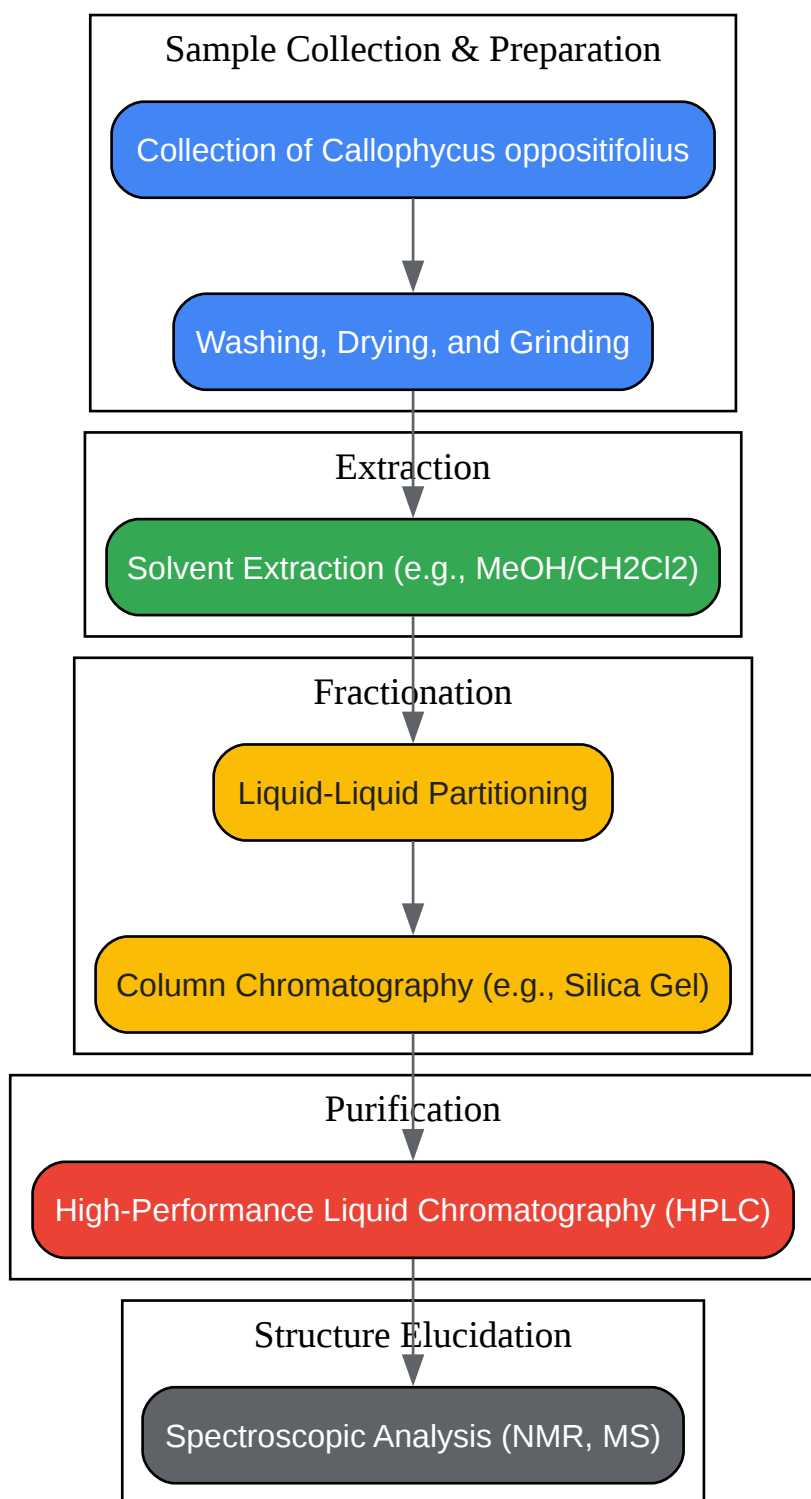 Sample Collection & Preparation
Collection of Callophycus oppositifolius
Washing, Drying, and Grinding
Extraction
Solvent Extraction (e.g., MeOH/CH2Cl2)
Fractionation
Liquid-Liquid Partitioning
Column Chromatography (e.g., Silica Gel)
Purification
High-Performance Liquid Chromatography (HPLC)
Structure Elucidation
Spectroscopic Analysis (NMR, MS)